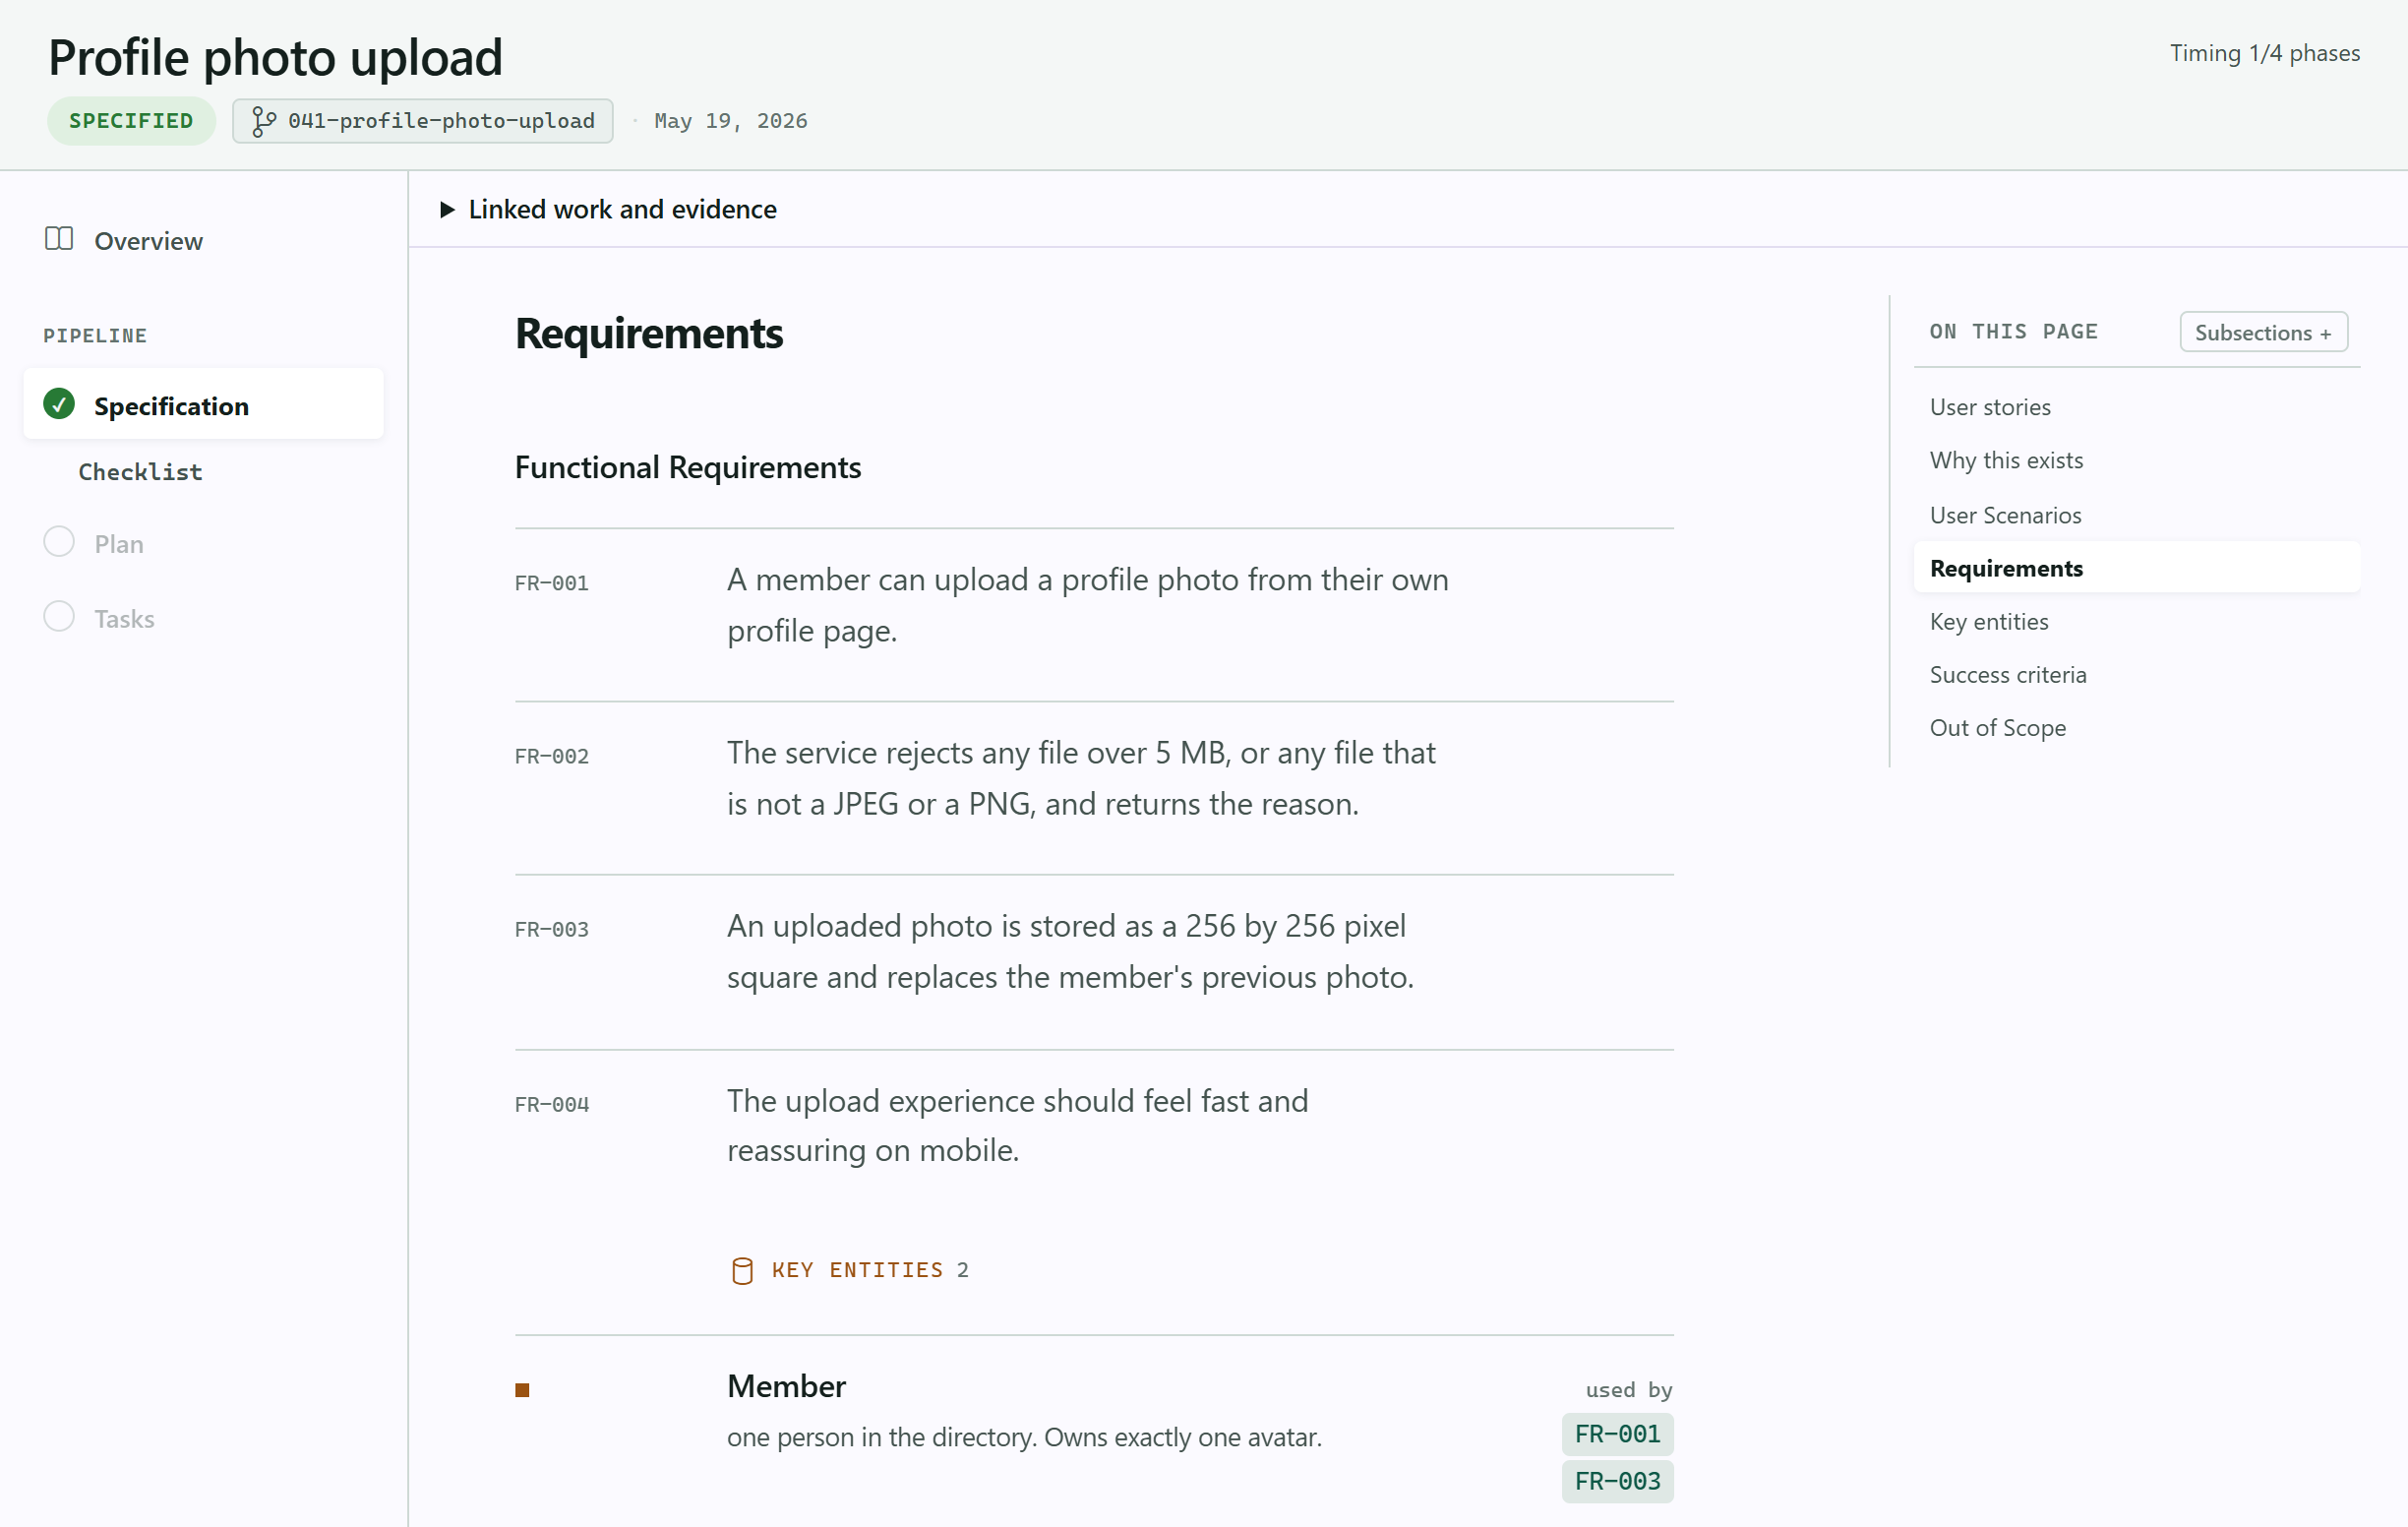 Profile photo upload
Timing 1/4 phases
SPECIFIED
041-profile-photo-upload
· May 19, 2026
Overview
PIPELINE
Specification
Checklist
Plan
Tasks
Linked work and evidence
Requirements
Functional Requirements
FR-001
A member can upload a profile photo from their own
profile page.
FR-002
The service rejects any file over 5 MB, or any file that
is not a JPEG or a PNG, and returns the reason.
FR-003
An uploaded photo is stored as a 256 by 256 pixel
square and replaces the member's previous photo.
FR-004
The upload experience should feel fast and
reassuring on mobile.
KEY ENTITIES 2
Member
one person in the directory. Owns exactly one avatar.
used by
FR-001
FR-003
ON THIS PAGE
Subsections +
User stories
Why this exists
User Scenarios
Requirements
Key entities
Success criteria
Out of Scope